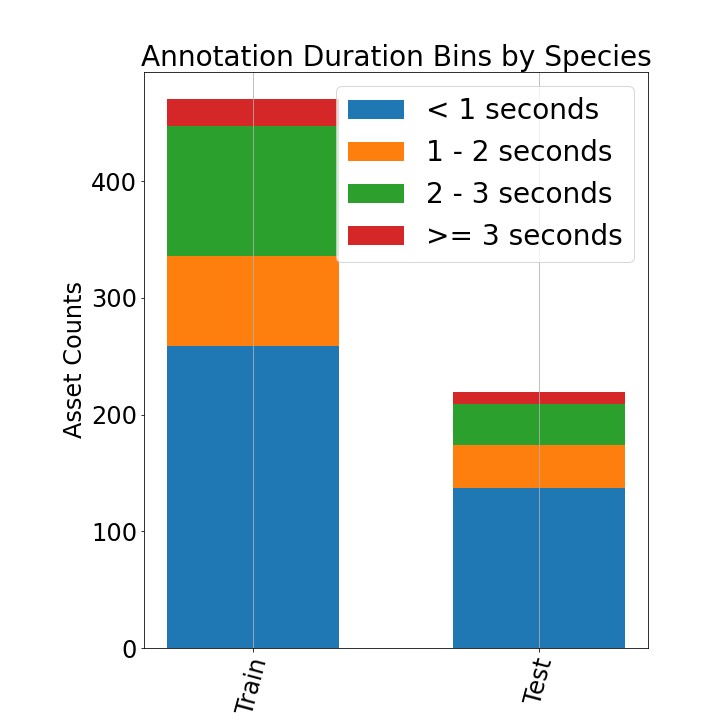 Annotation Duration Bins by Species
< 1 seconds
1 - 2 seconds
2 - 3 seconds
>= 3 seconds
400
300
200
100
0
Asset Counts
Train
Test